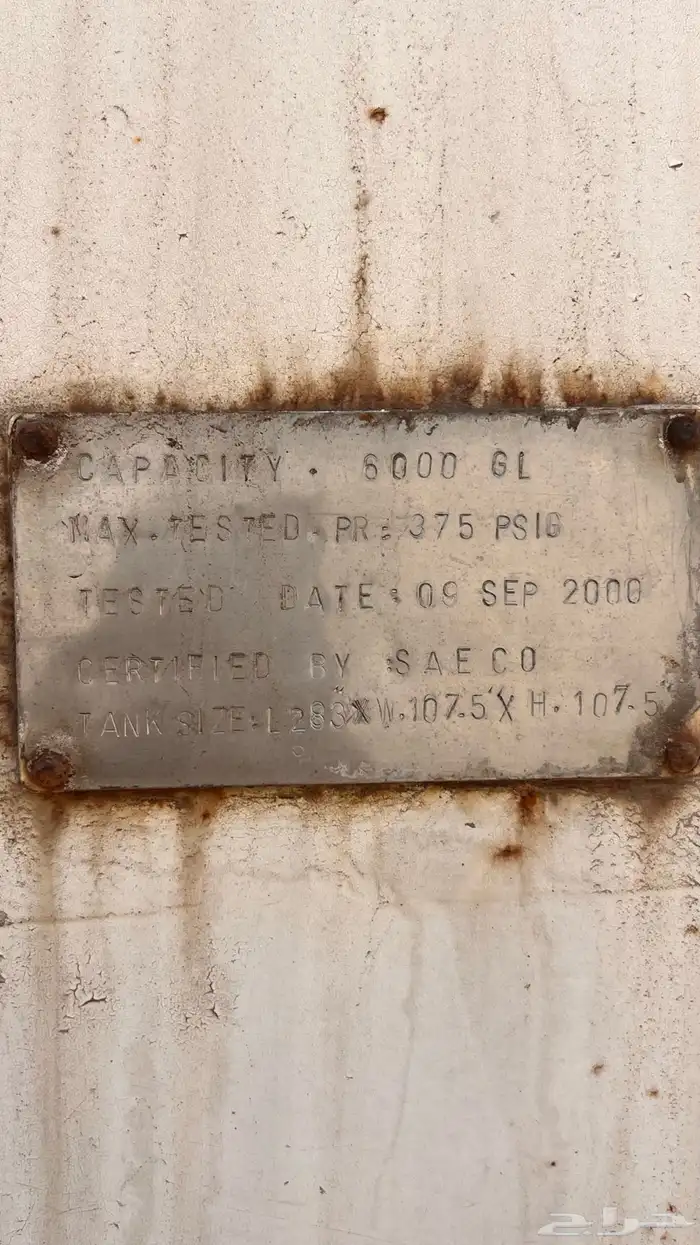 CAPACITY . 6000 GL
MAX.TESTED.PR: 375 PSIG
TESTED DATE: 09 SEP 2000
CERTIFIED BY :SAECO
TANK SIZE:L283XW.107.5"X H.107.5
حراج